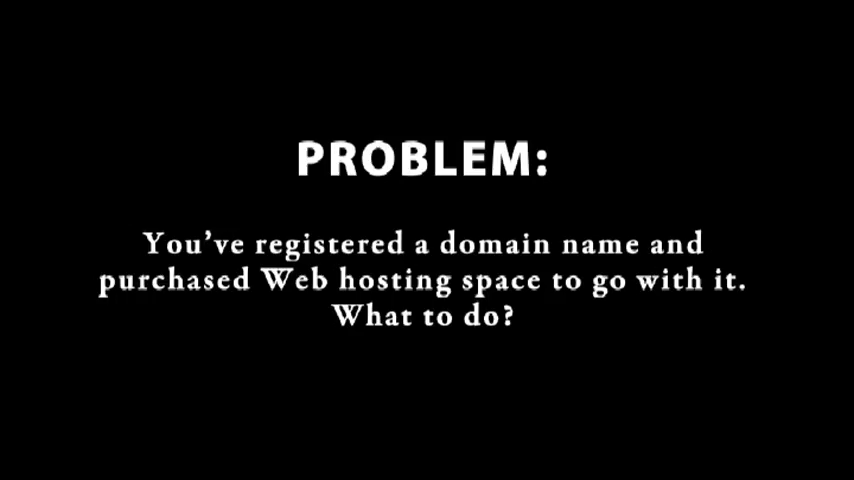 PROBLEM:
You’ve registered a domain name and
purchased Web hosting space to go with it.
What to do?